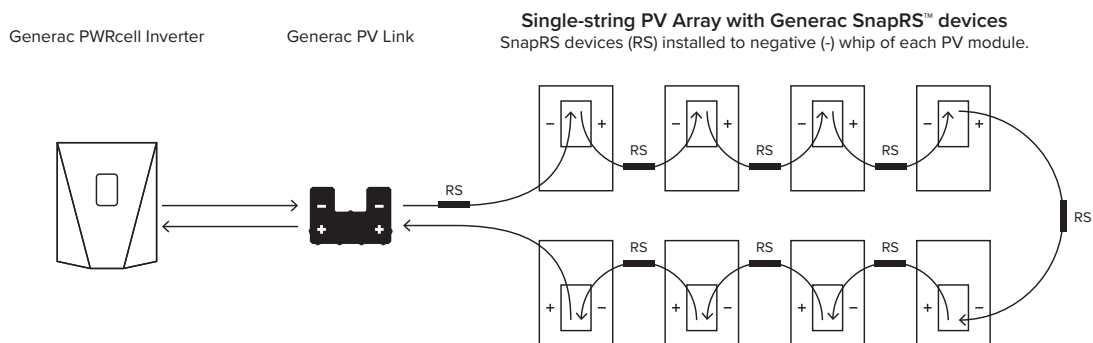 Single-string PV Array with Generac SnapRS™ devices
Generac PWRcell Inverter
Generac PV Link
SnapRS devices (RS) installed to negative (-) whip of each PV module.
− + − + − + − +
RS RS RS
RS
− −
+ +
RS
RS RS RS
+ − + − + − + −